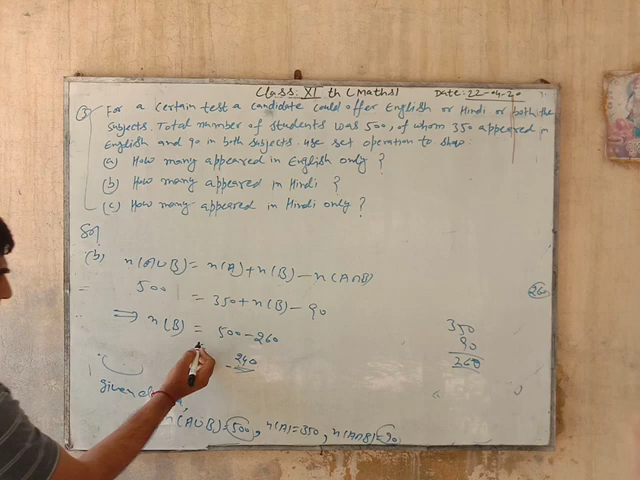 Class: XI th (Maths) Date: 22-04-20
Q For a certain test a candidate could offer English or Hindi or both the
subjects. Total number of students was 500, of whom 350 appeared in
English and 90 in both subjects. use set operation to show
(a) How many appeared in English only ?
(b) How many appeared in Hindi ?
(c) How many appeared in Hindi only ?
Sol
(b) n(A∪B) = n(A) + n(B) - n(A∩B)
500 = 350 + n(B) - 90
⇒ n(B) = 500 - 260
= 240
Given
n(A∪B) = 500, n(A) = 350, n(A∩B) = 90
260
350
90
260